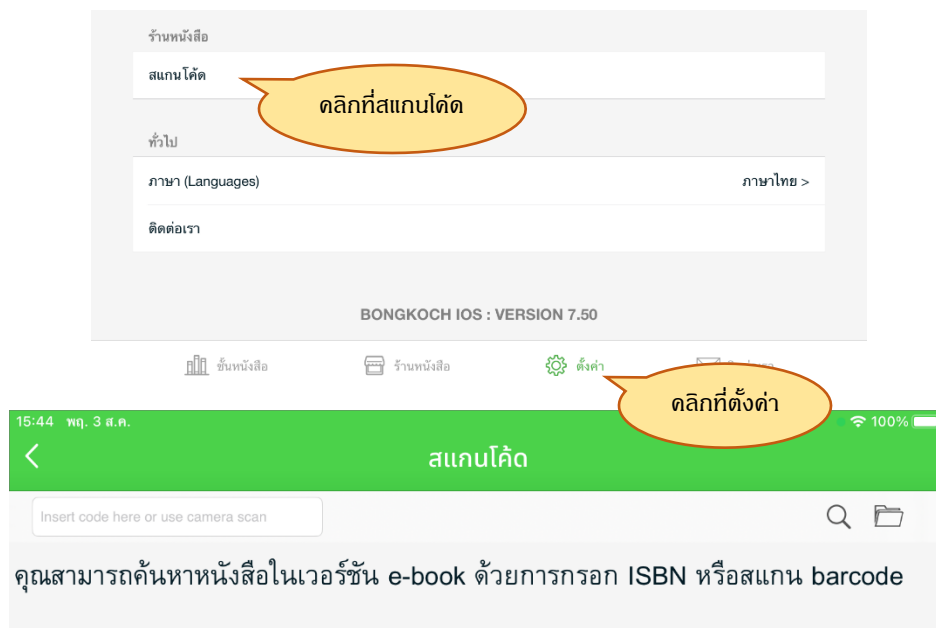 ร้านหนังสือ
สแกนโค้ด
คลิกที่สแกนโค้ด
ทั่วไป
ภาษา (Languages) ภาษาไทย >
ติดต่อเรา
BONGKOCH IOS : VERSION 7.50
ชั้นหนังสือ ร้านหนังสือ ตั้งค่า
คลิกที่ตั้งค่า
15:44 พฤ. 3 ส.ค. 100%
สแกนโค้ด
Insert code here or use camera scan
คุณสามารถค้นหาหนังสือในเวอร์ชัน e-book ด้วยการกรอก ISBN หรือสแกน barcode